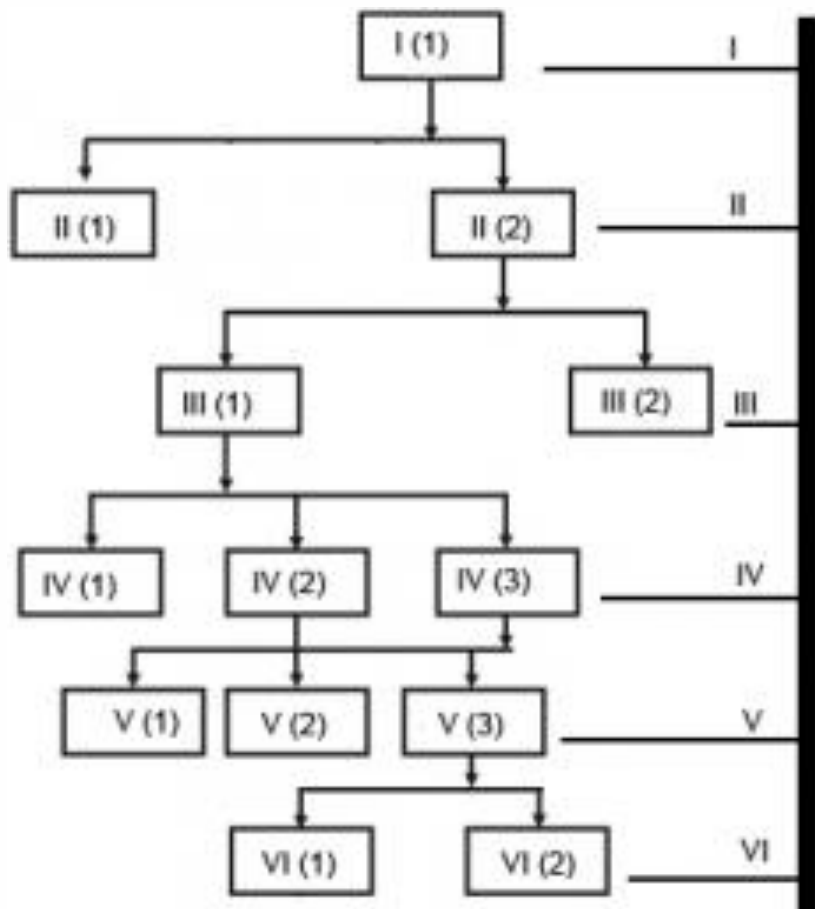 I (1)
I
II (1)
II (2)
II
III (1)
III (2)
III
IV (1)
IV (2)
IV (3)
IV
V (1)
V (2)
V (3)
V
VI (1)
VI (2)
VI